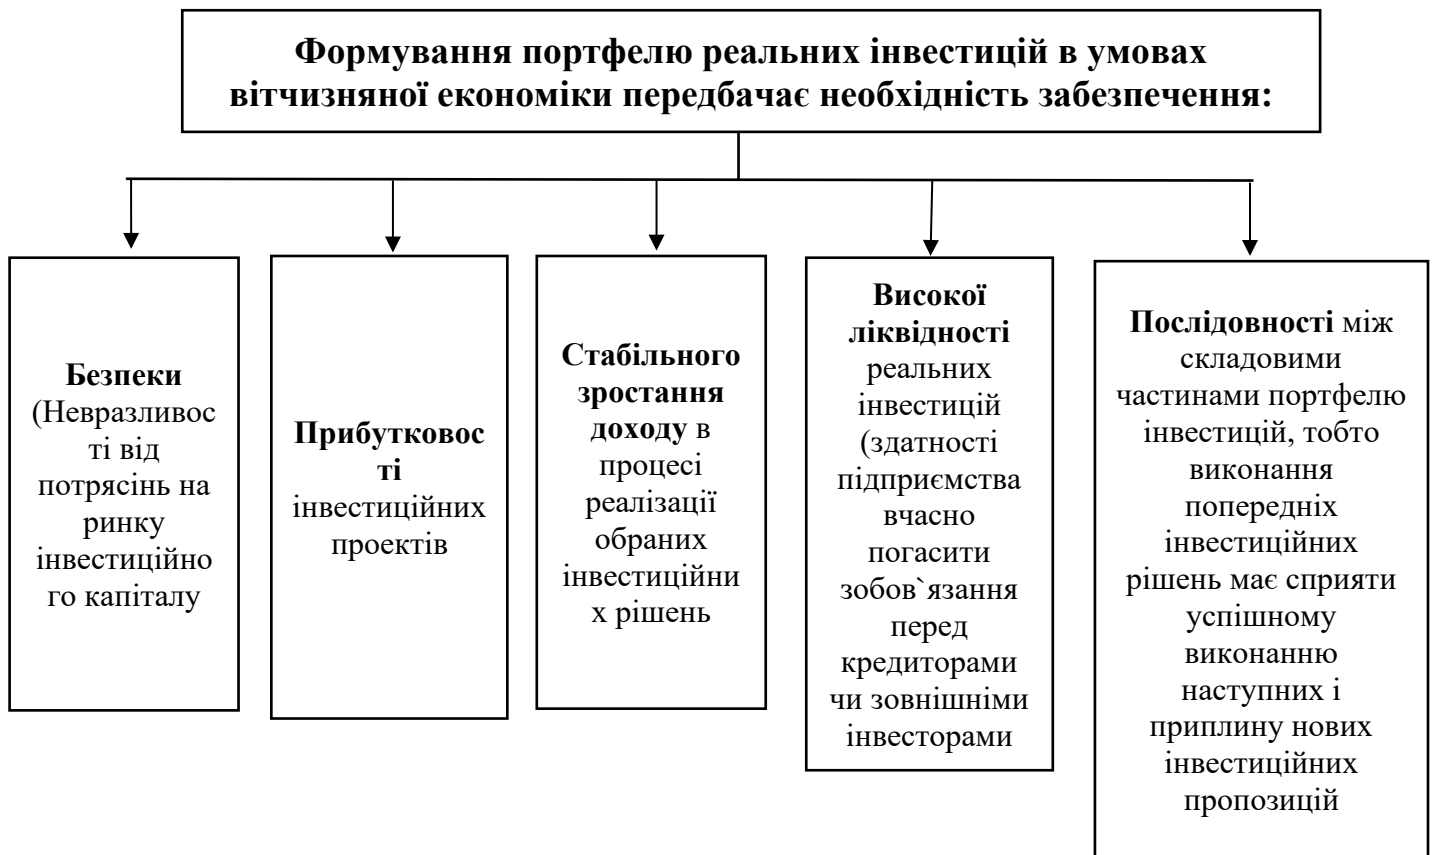 Формування портфелю реальних інвестицій в умовах
вітчизняної економіки передбачає необхідність забезпечення:
Безпеки
(Невразливос
ті від
потрясінь на
ринку
інвестиційно
го капіталу
Прибутковос
ті
інвестиційних
проектів
Стабільного
зростання
доходу в
процесі
реалізації
обраних
інвестиційни
х рішень
Високої
ліквідності
реальних
інвестицій
(здатності
підприємства
вчасно
погасити
зобов`язання
перед
кредиторами
чи зовнішніми
інвесторами
Послідовності між
складовими
частинами портфелю
інвестицій, тобто
виконання
попередніх
інвестиційних
рішень має сприяти
успішному
виконанню
наступних і
приплину нових
інвестиційних
пропозицій